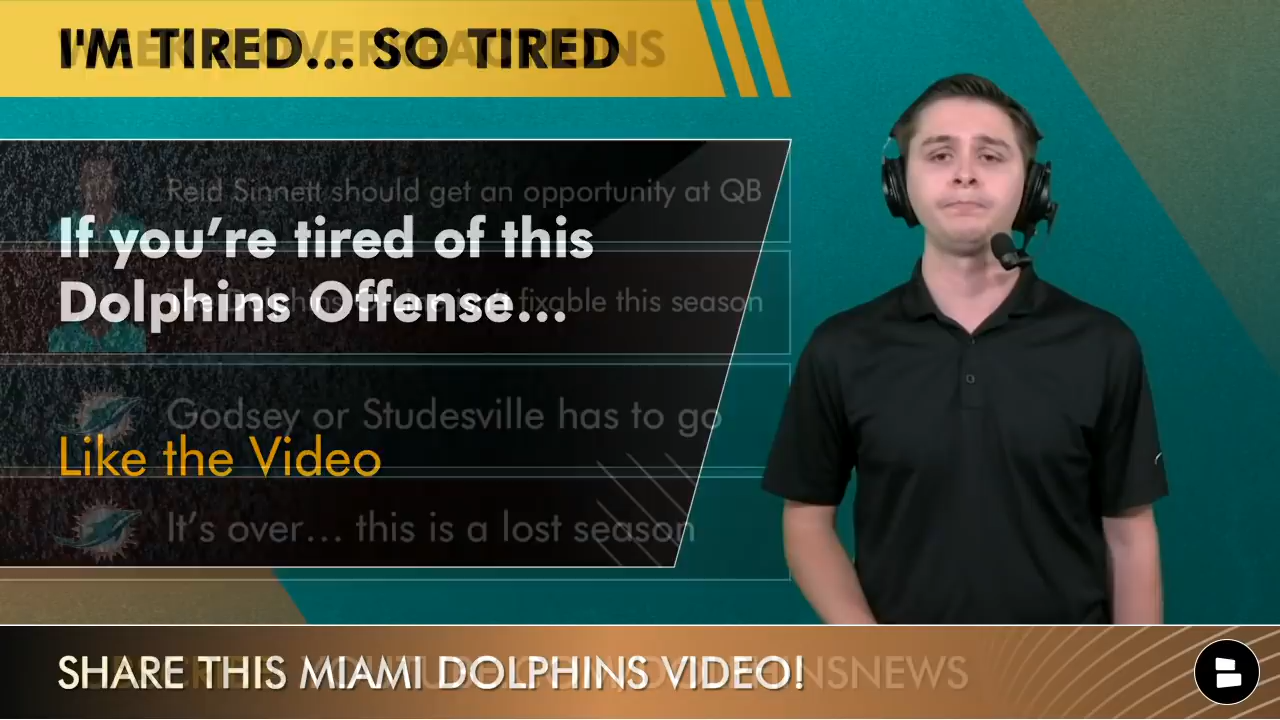 I'M TIRED... SO TIRED
Reid Sinnett should get an opportunity at QB
If you're tired of this
Dolphins Offense...
fixable this season
Godsey or Studesville has to go
Like the Video
It's over... this is a lost season
SHARE THIS MIAMI DOLPHINS VIDEO!